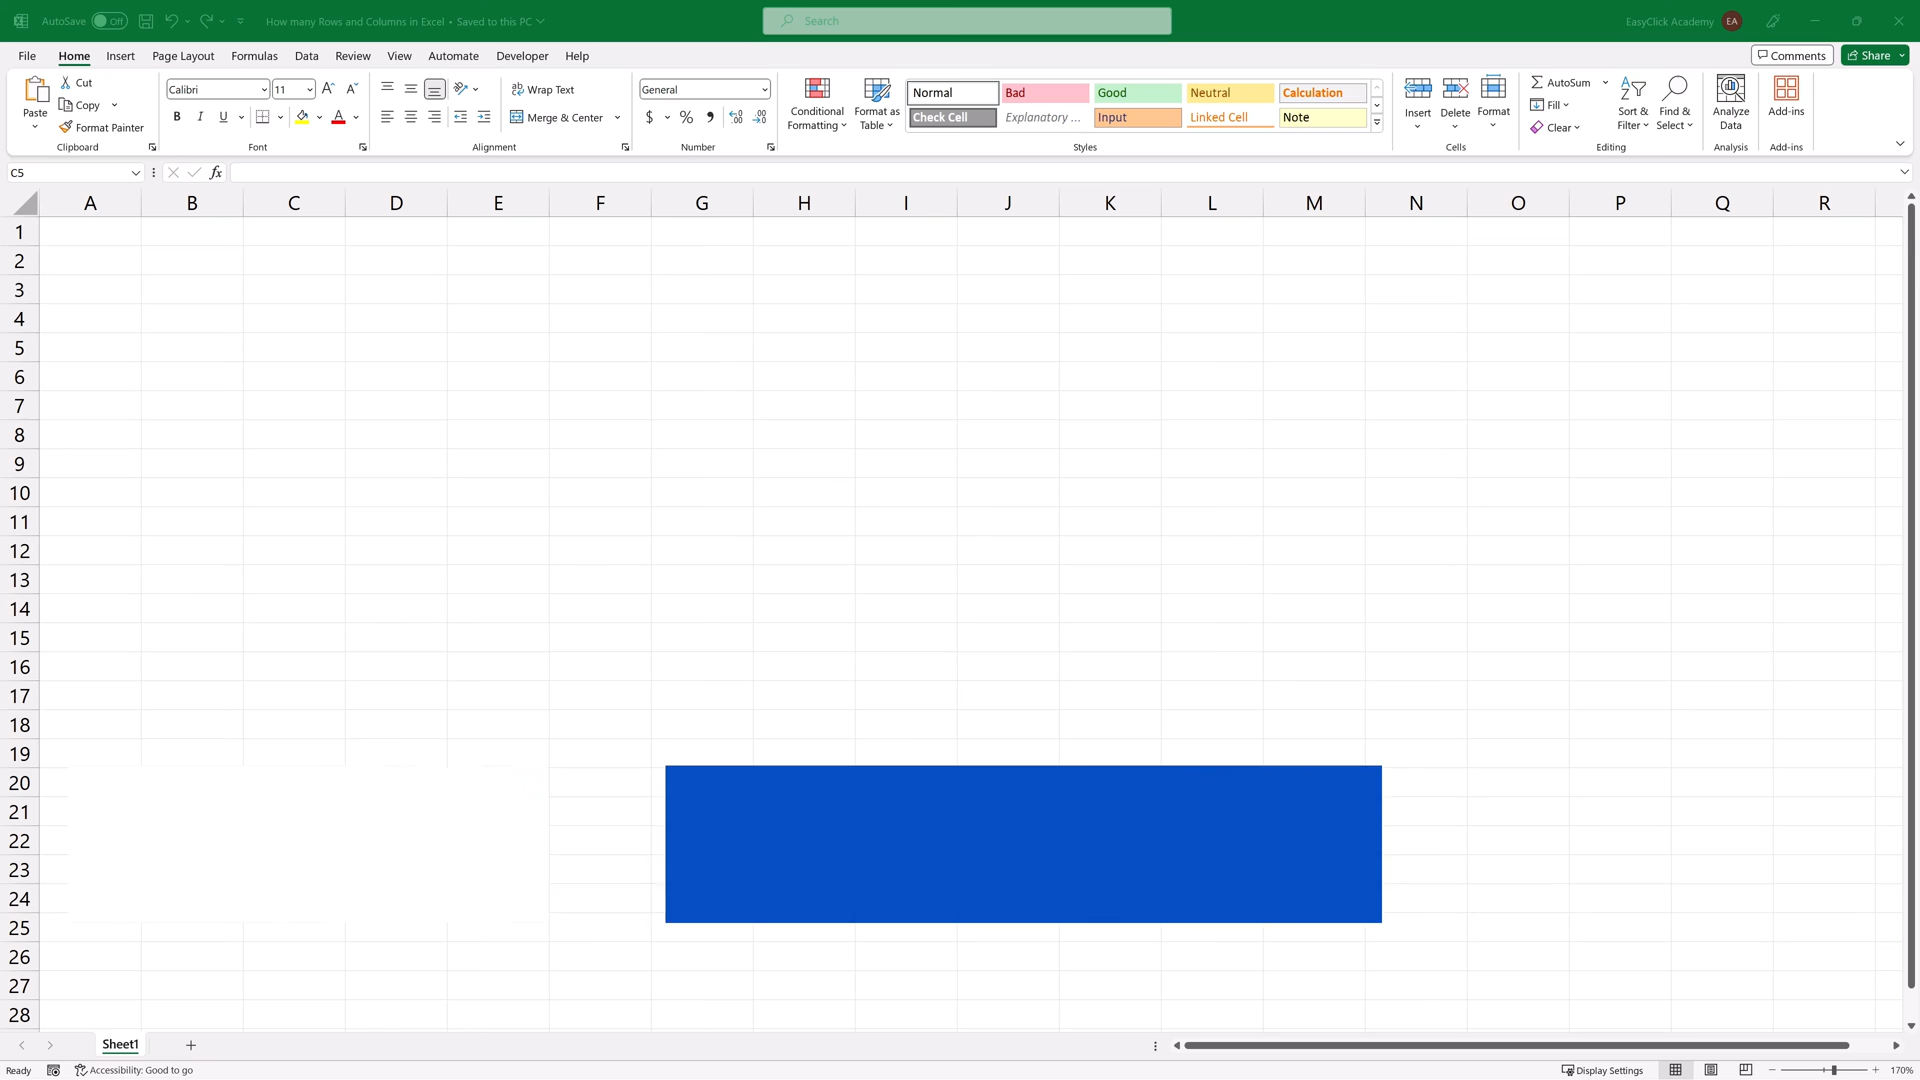 AutoSave Off How many Rows and Columns in Excel • Saved to this PC Search EasyClick Academy EA
File Home Insert Page Layout Formulas Data Review View Automate Developer Help Comments Share
Paste Cut Copy Format Painter Clipboard
Calibri 11 B I U Font
Wrap Text Merge & Center Alignment
General $ % Number
Conditional Formatting Format as Table Normal Bad Good Neutral Calculation
Check Cell Explanatory ... Input Linked Cell Note
Styles
Insert Delete Format Cells
AutoSum Fill Clear Sort & Filter Find & Select Editing
Analyze Data Analysis
Add-ins Add-ins
C5 fx
A B C D E F G H I J K L M N O P Q R
1
2
3
4
5
6
7
8
9
10
11
12
13
14
15
16
17
18
19
20
21
22
23
24
25
26
27
28
Sheet1
Ready Accessibility: Good to go Display Settings 170%